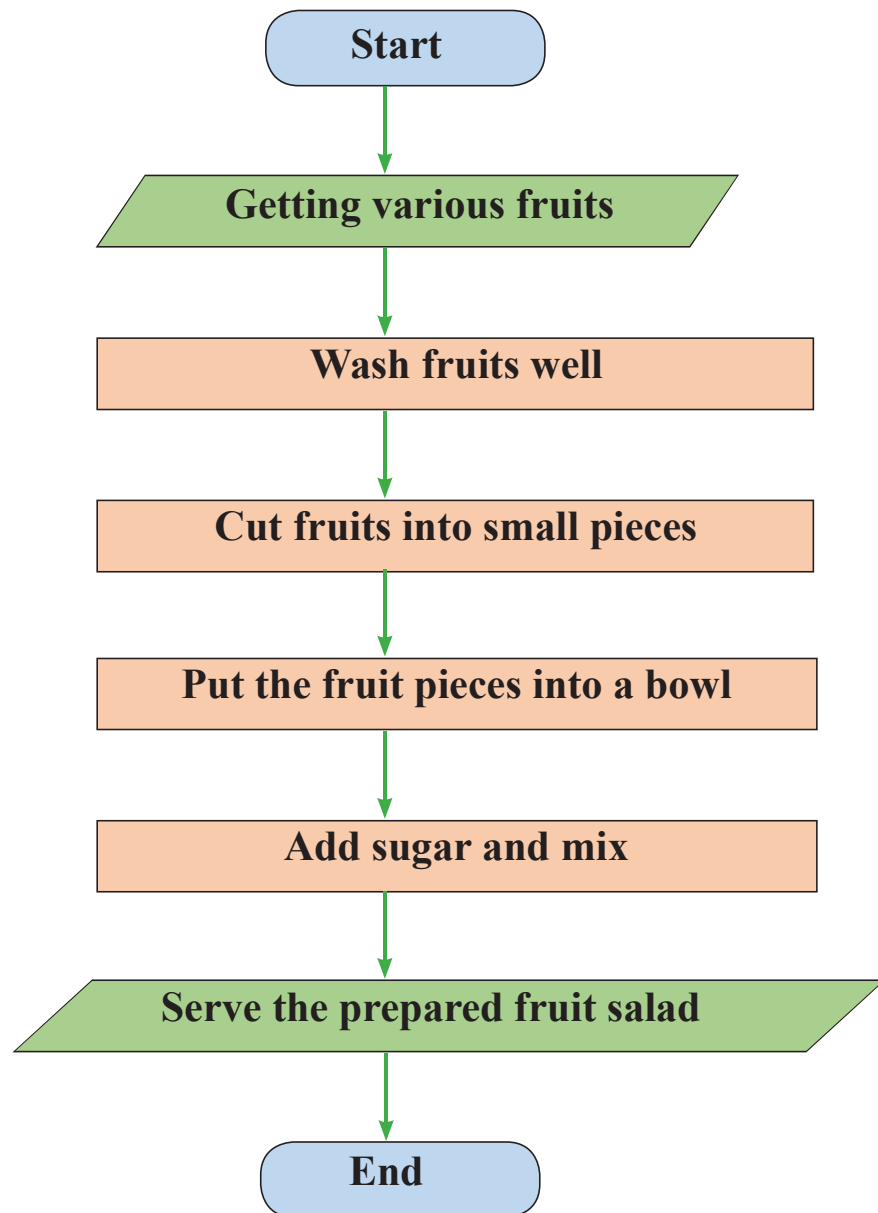 Start
Getting various fruits
Wash fruits well
Cut fruits into small pieces
Put the fruit pieces into a bowl
Add sugar and mix
Serve the prepared fruit salad
End